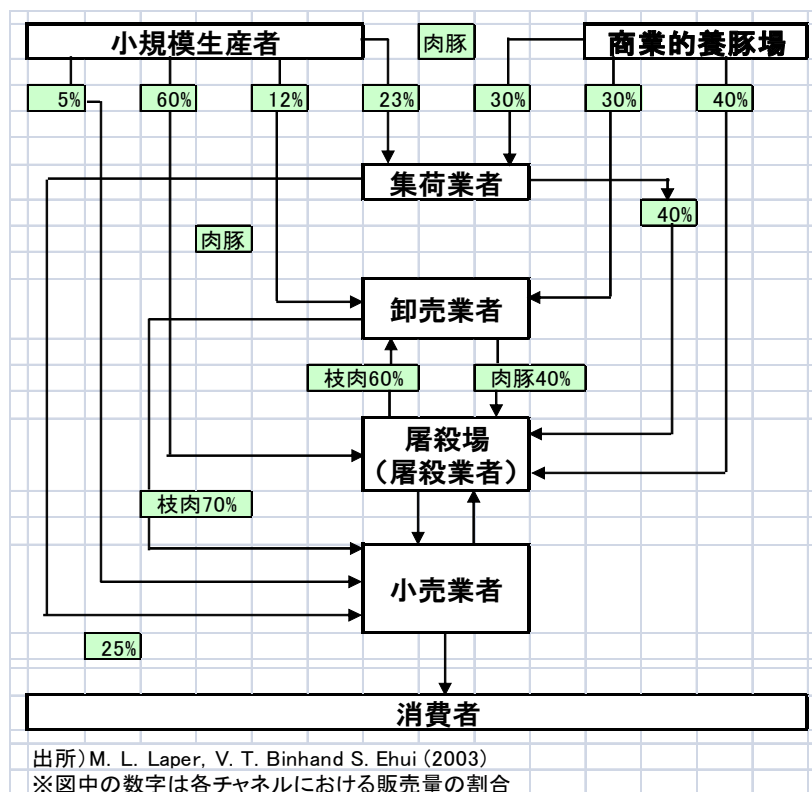 小規模生産者
肉豚
商業的養豚場
5%
60%
12%
23%
30%
30%
40%
集荷業者
40%
肉豚
卸売業者
枝肉60%
肉豚40%
屠殺場
（屠殺業者）
枝肉70%
小売業者
25%
消費者
出所）M. L. Laper, V. T. Binhand S. Ehui (2003)
※図中の数字は各チャネルにおける販売量の割合